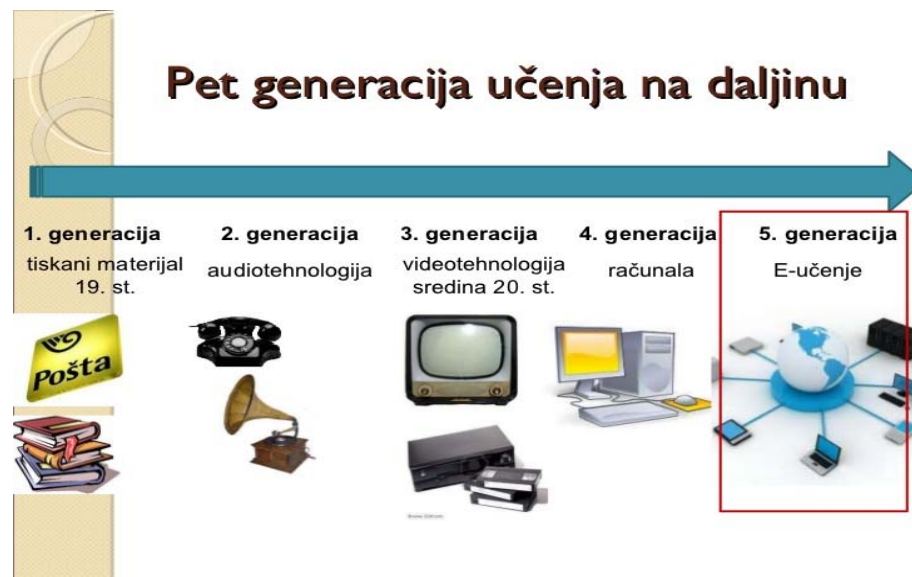 Pet generacija učenja na daljinu
1. generacija
tiskani materijal
19. st.
Pošta
2. generacija
audiotehnologija
3. generacija
videotehnologija
sredina 20. st.
4. generacija
računala
5. generacija
E-učenje